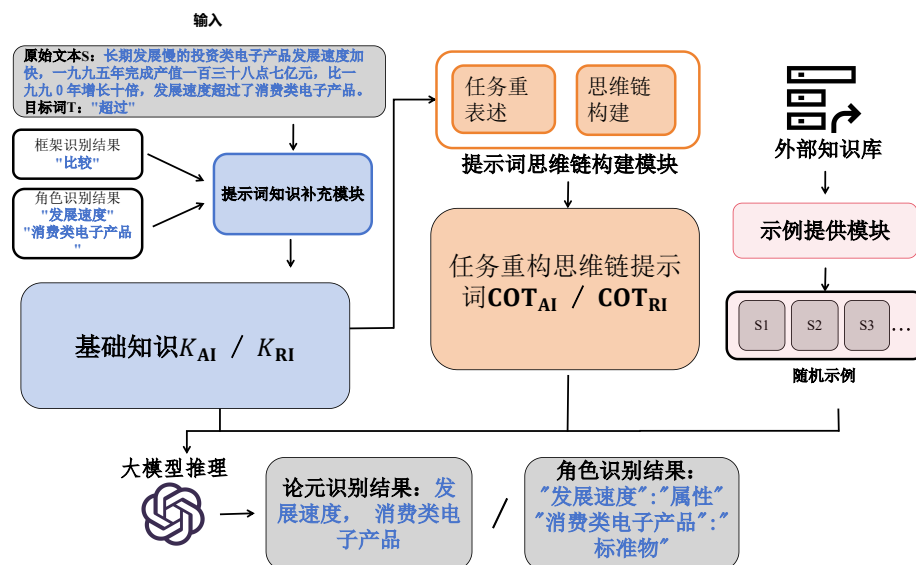 输入
原始文本S：长期发展慢的投资类电子产品发展速度加
快，一九九五年完成产值一百三十八点七亿元，比一
九九０年增长十倍，发展速度超过了消费类电子产品。
目标词T："超过"
框架识别结果
"比较"
角色识别结果
"发展速度"
"消费类电子产品
"
提示词知识补充模块
基础知识K_AI / K_RI
任务重
表述
思维链
构建
提示词思维链构建模块
任务重构思维链提示
词COT_AI / COT_RI
外部知识库
示例提供模块
S1 S2 S3 ...
随机示例
大模型推理
论元识别结果：发
展速度， 消费类电
子产品
/
角色识别结果：
"发展速度":"属性"
"消费类电子产品":"
标准物"